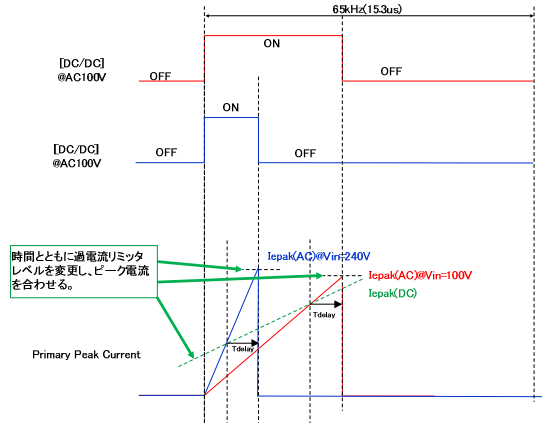 65kHz(15.3us)
ON
[DC/DC]
@AC100V
OFF
OFF
ON
[DC/DC]
@AC100V
OFF
OFF
時間とともに過電流リミッタ
レベルを変更し、ピーク電流
を合わせる。
Iepak(AC)@Vin=240V
Iepak(AC)@Vin=100V
Iepak(DC)
Tdelay
Tdelay
Primary Peak Current